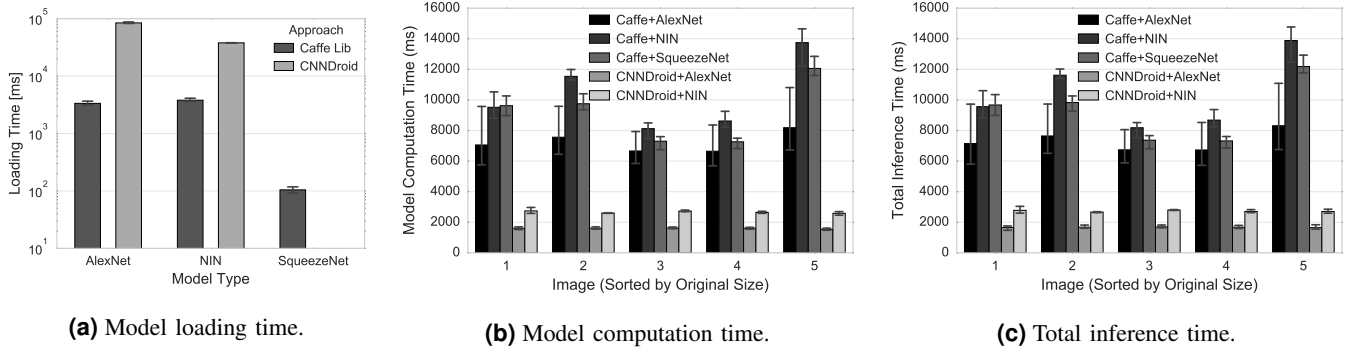 10^5
10^4
10^3
10^2
10^1
Loading Time [ms]
Approach
Caffe Lib
CNNDroid
AlexNet NIN SqueezeNet
Model Type
(a) Model loading time.
16000
14000
12000
10000
8000
6000
4000
2000
0
Model Computation Time (ms)
Caffe+AlexNet
Caffe+NIN
Caffe+SqueezeNet
CNNDroid+AlexNet
CNNDroid+NIN
1 2 3 4 5
Image (Sorted by Original Size)
(b) Model computation time.
16000
14000
12000
10000
8000
6000
4000
2000
0
Total Inference Time (ms)
Caffe+AlexNet
Caffe+NIN
Caffe+SqueezeNet
CNNDroid+AlexNet
CNNDroid+NIN
1 2 3 4 5
Image (Sorted by Original Size)
(c) Total inference time.